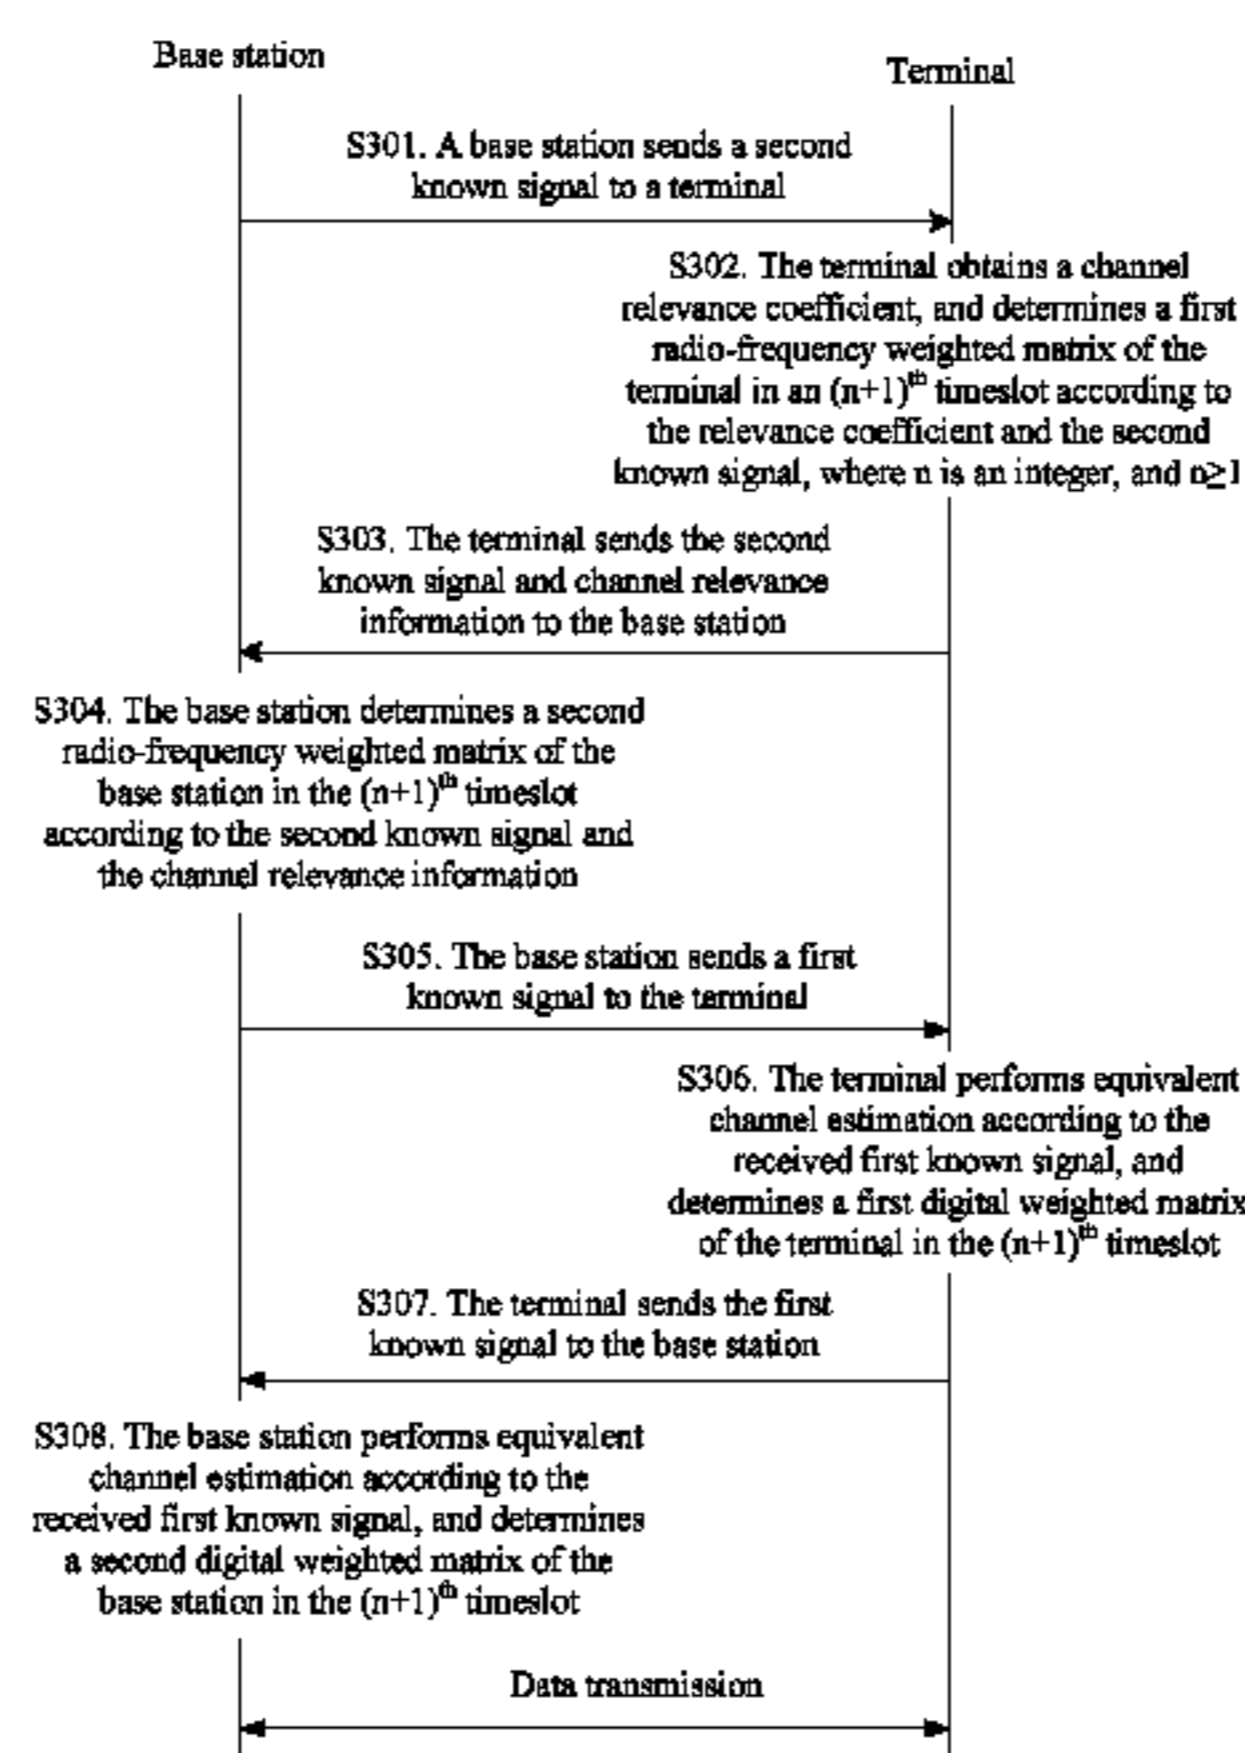 Base station
Terminal
S301. A base station sends a second
known signal to a terminal
S302. The terminal obtains a channel
relevance coefficient, and determines a first
radio-frequency weighted matrix of the
terminal in an (n+1)th timeslot according to
the relevance coefficient and the second
known signal, where n is an integer, and n≥1
S303. The terminal sends the second
known signal and channel relevance
information to the base station
S304. The base station determines a second
radio-frequency weighted matrix of the
base station in the (n+1)th timeslot
according to the second known signal and
the channel relevance information
S305. The base station sends a first
known signal to the terminal
S306. The terminal performs equivalent
channel estimation according to the
received first known signal, and
determines a first digital weighted matrix
of the terminal in the (n+1)th timeslot
S307. The terminal sends the first
known signal to the base station
S308. The base station performs equivalent
channel estimation according to the
received first known signal, and determines
a second digital weighted matrix of the
base station in the (n+1)th timeslot
Data transmission